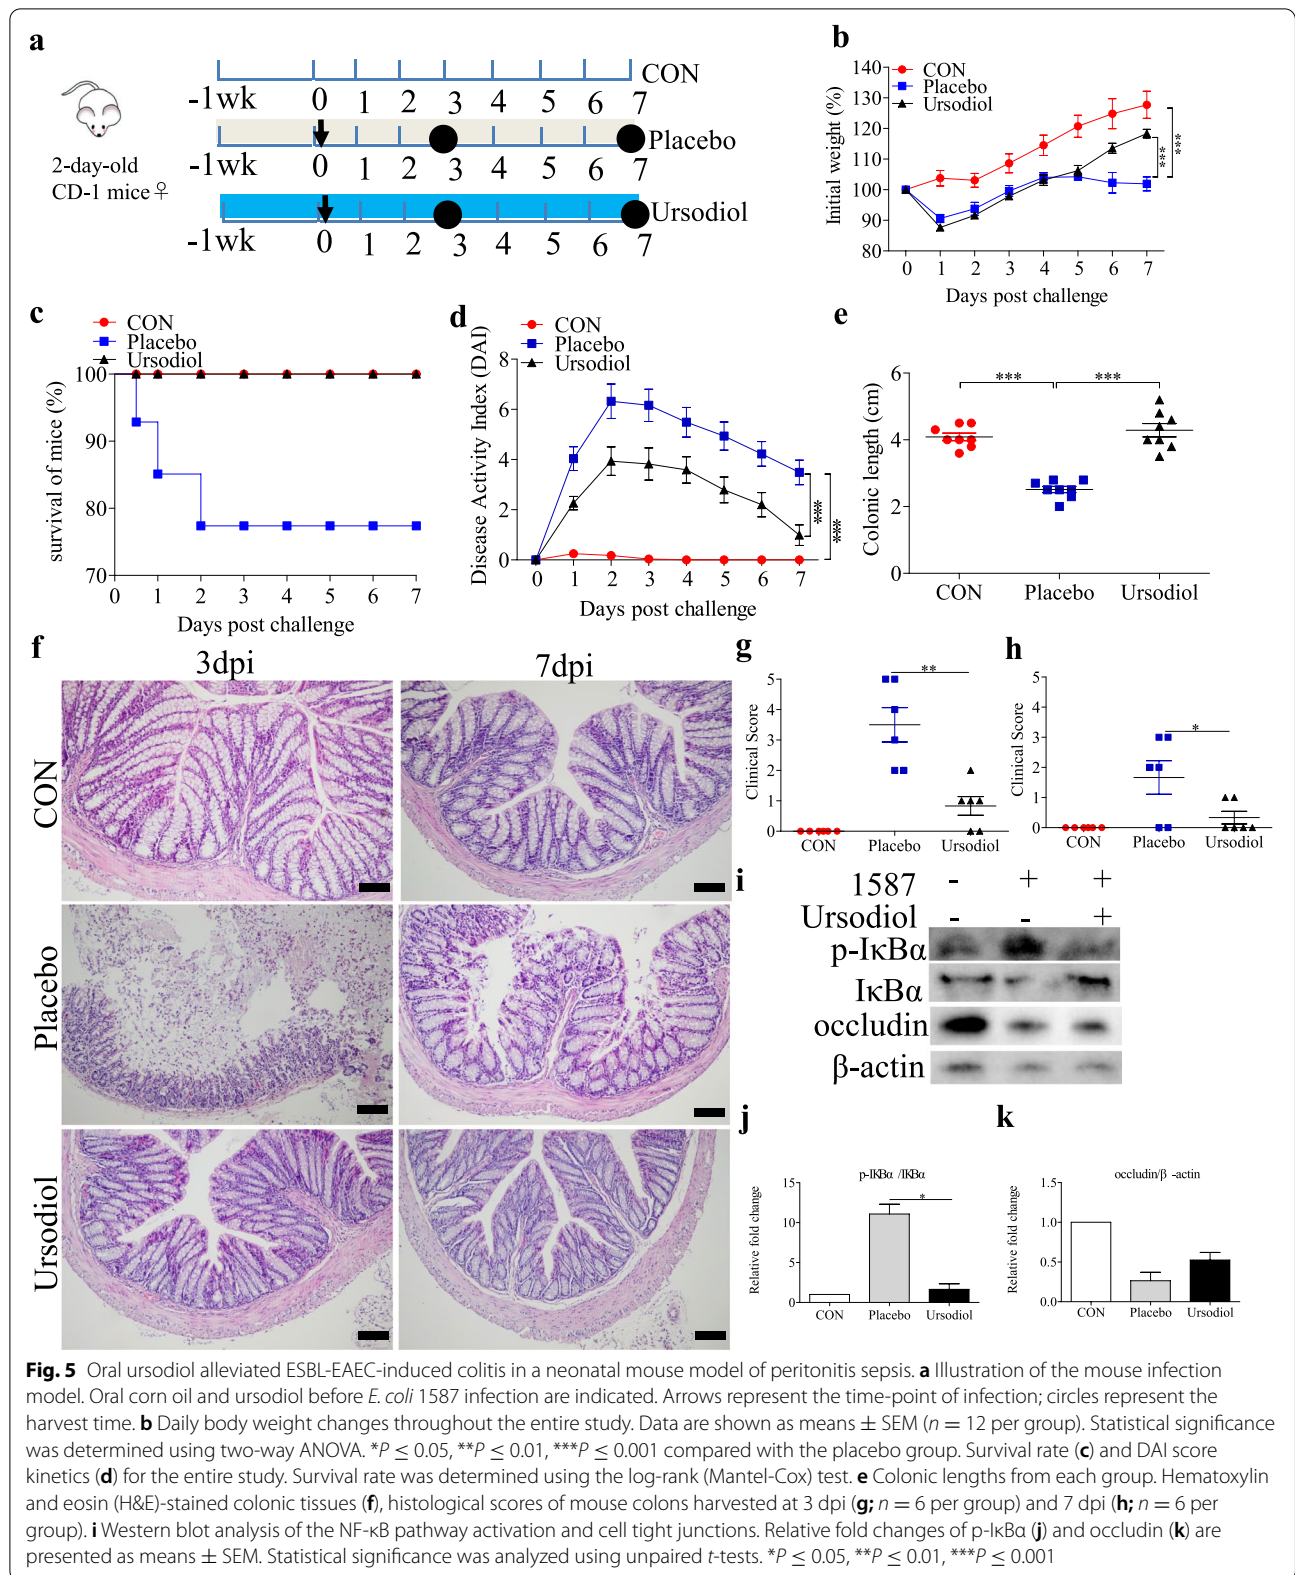 a
CON
-1wk 0 1 2 3 4 5 6 7
Placebo
-1wk 0 1 2 3 4 5 6 7
Ursodiol
-1wk 0 1 2 3 4 5 6 7
2-day-old
CD-1 mice ♀
b
CON
Placebo
Ursodiol
Initial weight (%)
140
130
120
110
100
90
80
0 1 2 3 4 5 6 7
Days post challenge
***
***
c
CON
Placebo
Ursodiol
survival of mice (%)
100
90
80
70
0 1 2 3 4 5 6 7
Days post challenge
d
CON
Placebo
Ursodiol
Disease Activity Index (DAI)
8
6
4
2
0
0 1 2 3 4 5 6 7
Days post challenge
***
***
e
Colonic length (cm)
6
4
2
0
*** ***
CON Placebo Ursodiol
f
3dpi 7dpi
CON
Placebo
Ursodiol
g
Clinical Score
5
4
3
2
1
0
**
CON Placebo Ursodiol
h
Clinical Score
5
4
3
2
1
0
*
CON Placebo Ursodiol
i
1587 - + +
Ursodiol - - +
p-IκBα
IκBα
occludin
β-actin
j
p-IKBα /IKBα
Relative fold change
15
10
5
0
*
CON Placebo Ursodiol
k
occludin/β -actin
Relative fold change
1.5
1.0
0.5
0.0
CON Placebo Ursodiol
Fig. 5 Oral ursodiol alleviated ESBL-EAEC-induced colitis in a neonatal mouse model of peritonitis sepsis. a Illustration of the mouse infection
model. Oral corn oil and ursodiol before E. coli 1587 infection are indicated. Arrows represent the time-point of infection; circles represent the
harvest time. b Daily body weight changes throughout the entire study. Data are shown as means ± SEM (n = 12 per group). Statistical significance
was determined using two-way ANOVA. *P ≤ 0.05, **P ≤ 0.01, ***P ≤ 0.001 compared with the placebo group. Survival rate (c) and DAI score
kinetics (d) for the entire study. Survival rate was determined using the log-rank (Mantel-Cox) test. e Colonic lengths from each group. Hematoxylin
and eosin (H&E)-stained colonic tissues (f), histological scores of mouse colons harvested at 3 dpi (g; n = 6 per group) and 7 dpi (h; n = 6 per
group). i Western blot analysis of the NF-κB pathway activation and cell tight junctions. Relative fold changes of p-IκBα (j) and occludin (k) are
presented as means ± SEM. Statistical significance was analyzed using unpaired t-tests. *P ≤ 0.05, **P ≤ 0.01, ***P ≤ 0.001